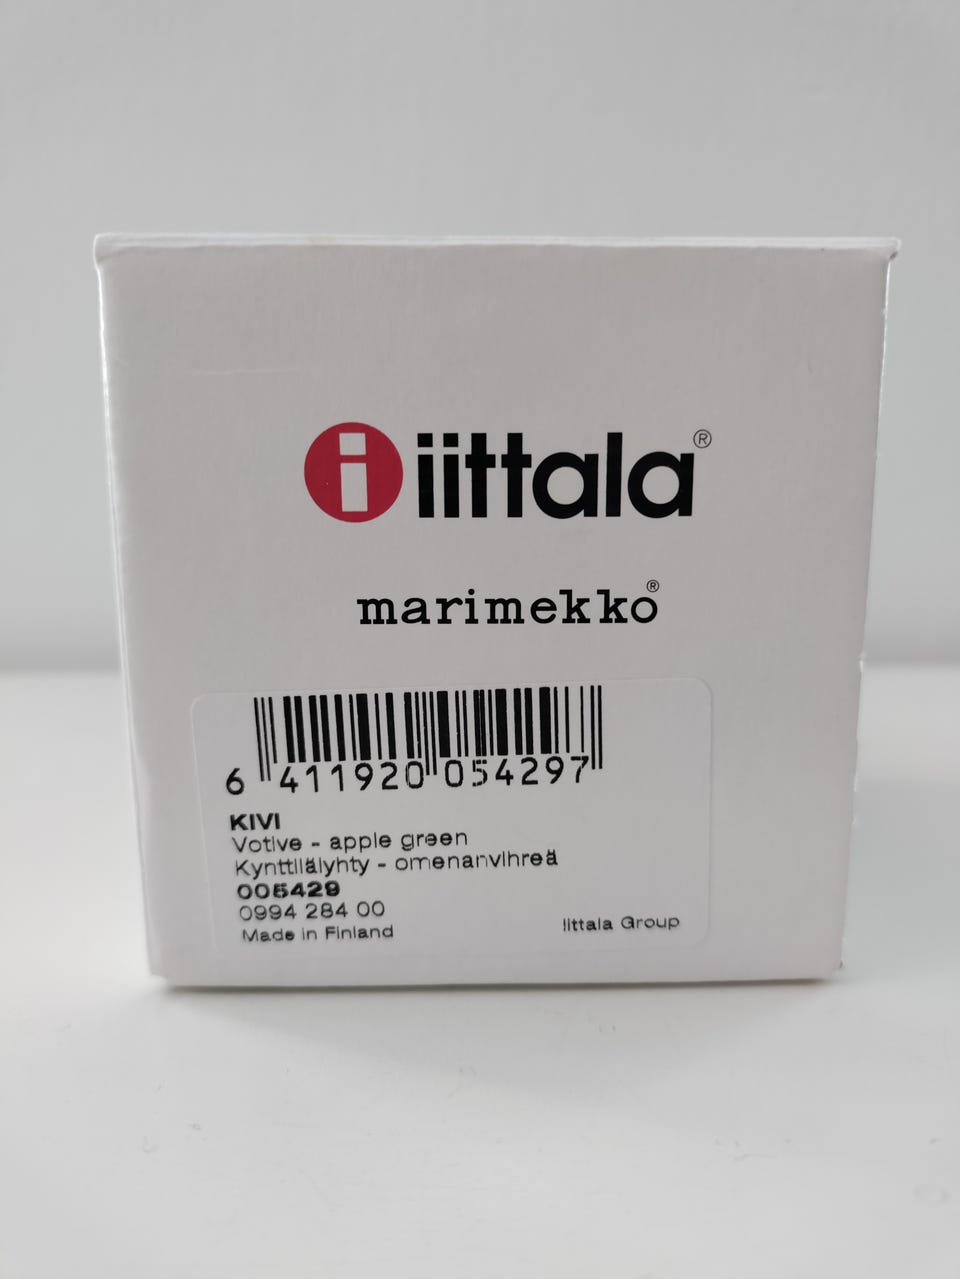 i iittala®
marimekko®
6 411920 054297
KIVI
Votive - apple green
Kynttilälyhty - omenanvihreä
005429
0994 284 00
Made in Finland
Iittala Group